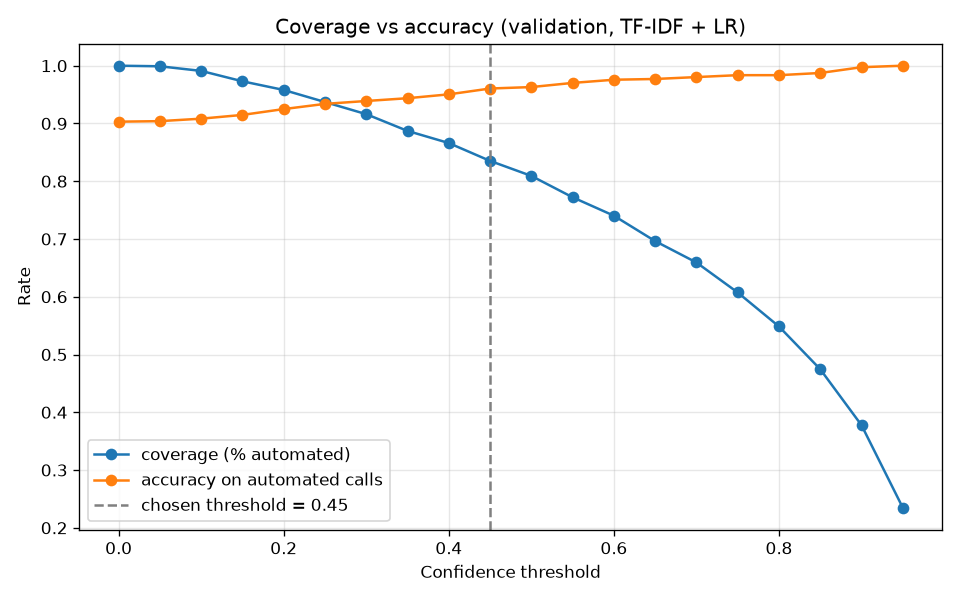 Coverage vs accuracy (validation, TF-IDF + LR)
1.0
0.9
0.8
0.7
0.6
0.5
0.4
0.3
0.2
Rate
coverage (% automated)
accuracy on automated calls
chosen threshold = 0.45
0.0 0.2 0.4 0.6 0.8
Confidence threshold